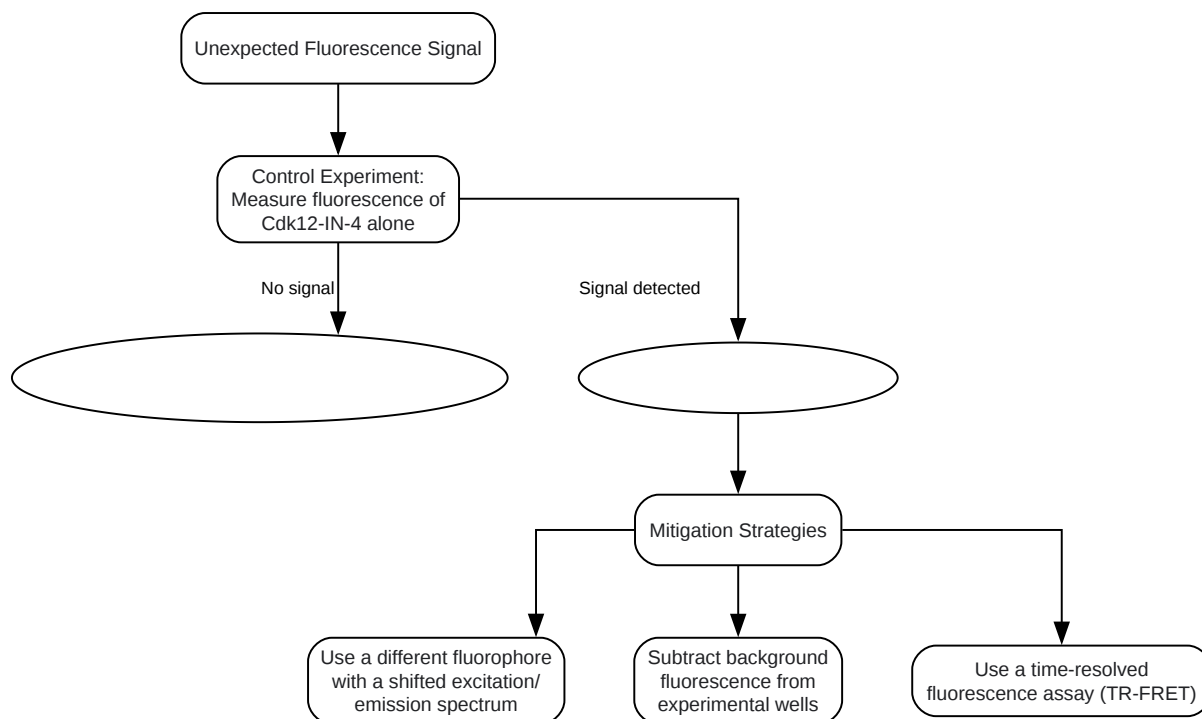 Unexpected Fluorescence Signal
Control Experiment:
Measure fluorescence of
Cdk12-IN-4 alone
No signal
Signal detected
Mitigation Strategies
Use a different fluorophore
with a shifted excitation/
emission spectrum
Subtract background
fluorescence from
experimental wells
Use a time-resolved
fluorescence assay (TR-FRET)